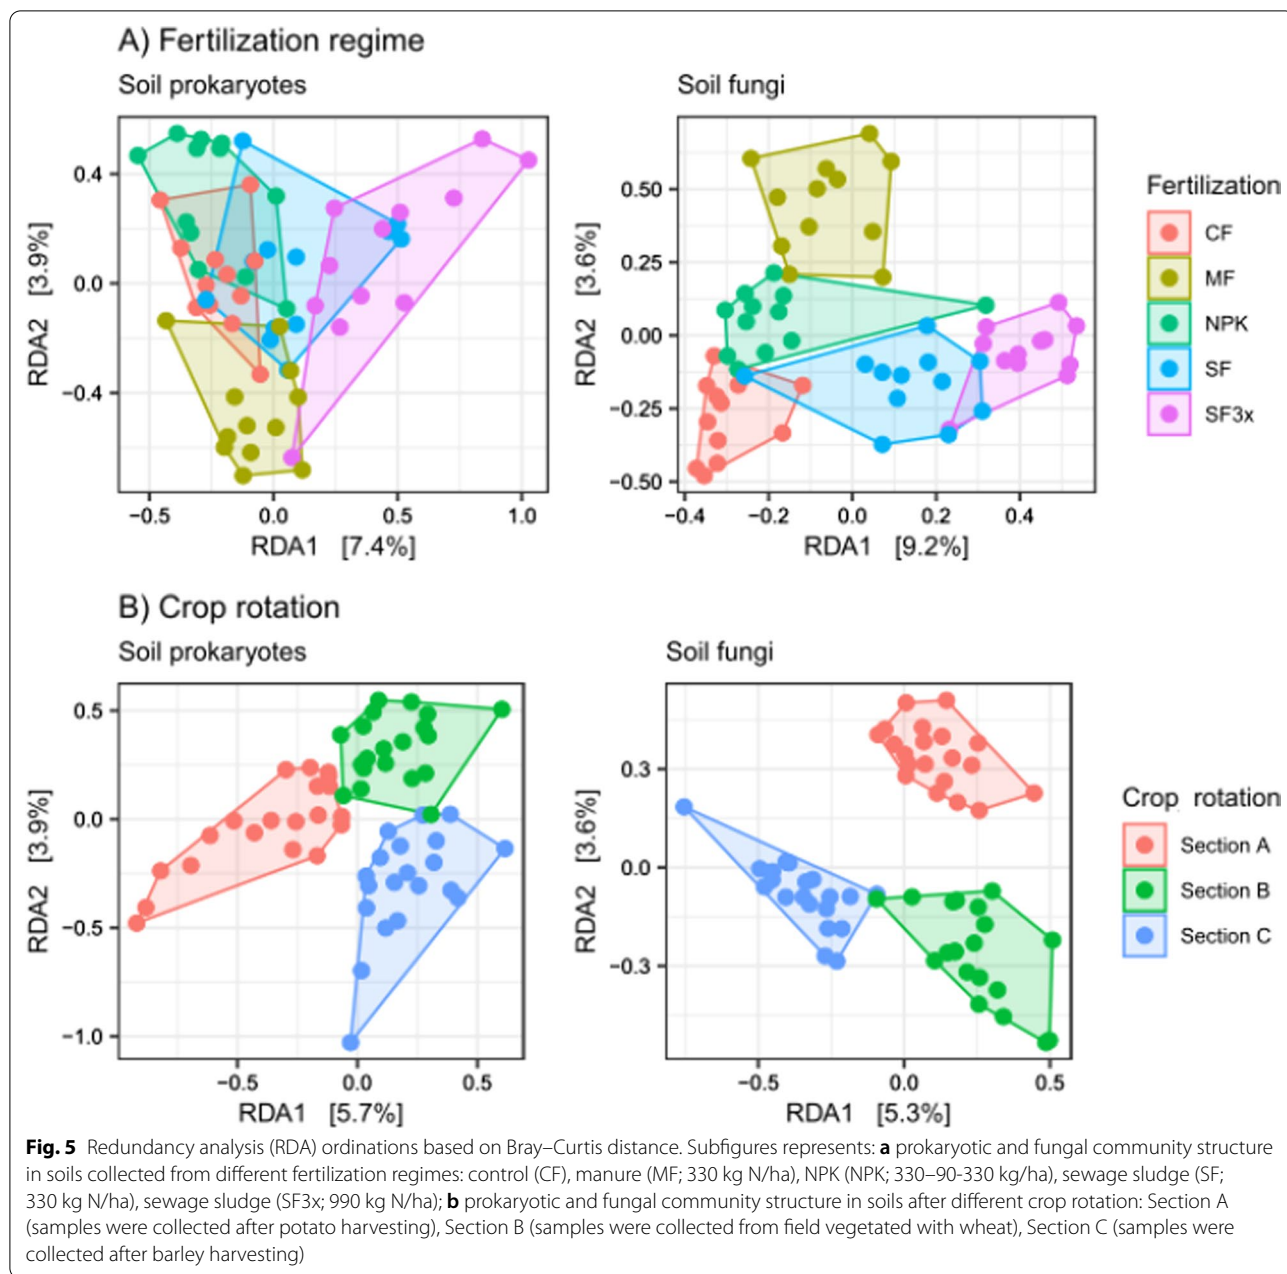 A) Fertilization regime
Soil prokaryotes
Soil fungi
0.4
0.0
−0.4
RDA2 [3.9%]
−0.5
0.0
0.5
1.0
RDA1 [7.4%]
0.50
0.25
0.00
−0.25
−0.50
RDA2 [3.6%]
−0.4
−0.2
0.0
0.2
0.4
RDA1 [9.2%]
Fertilization
CF
MF
NPK
SF
SF3x
B) Crop rotation
Soil prokaryotes
Soil fungi
0.5
0.0
−0.5
−1.0
RDA2 [3.9%]
−0.5
0.0
0.5
RDA1 [5.7%]
0.3
0.0
−0.3
RDA2 [3.6%]
−0.5
0.0
0.5
RDA1 [5.3%]
Crop rotation
Section A
Section B
Section C
Fig. 5 Redundancy analysis (RDA) ordinations based on Bray–Curtis distance. Subfigures represents: a prokaryotic and fungal community structure
in soils collected from different fertilization regimes: control (CF), manure (MF; 330 kg N/ha), NPK (NPK; 330–90-330 kg/ha), sewage sludge (SF;
330 kg N/ha), sewage sludge (SF3x; 990 kg N/ha); b prokaryotic and fungal community structure in soils after different crop rotation: Section A
(samples were collected after potato harvesting), Section B (samples were collected from field vegetated with wheat), Section C (samples were
collected after barley harvesting)